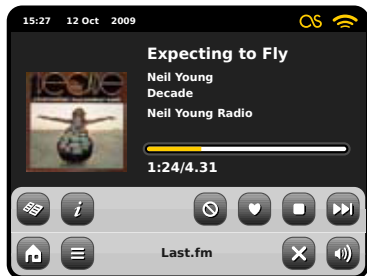 15:27 12 Oct 2009
Expecting to Fly
Neil Young
Decade
Neil Young Radio
1:24/4.31
i
Last.fm